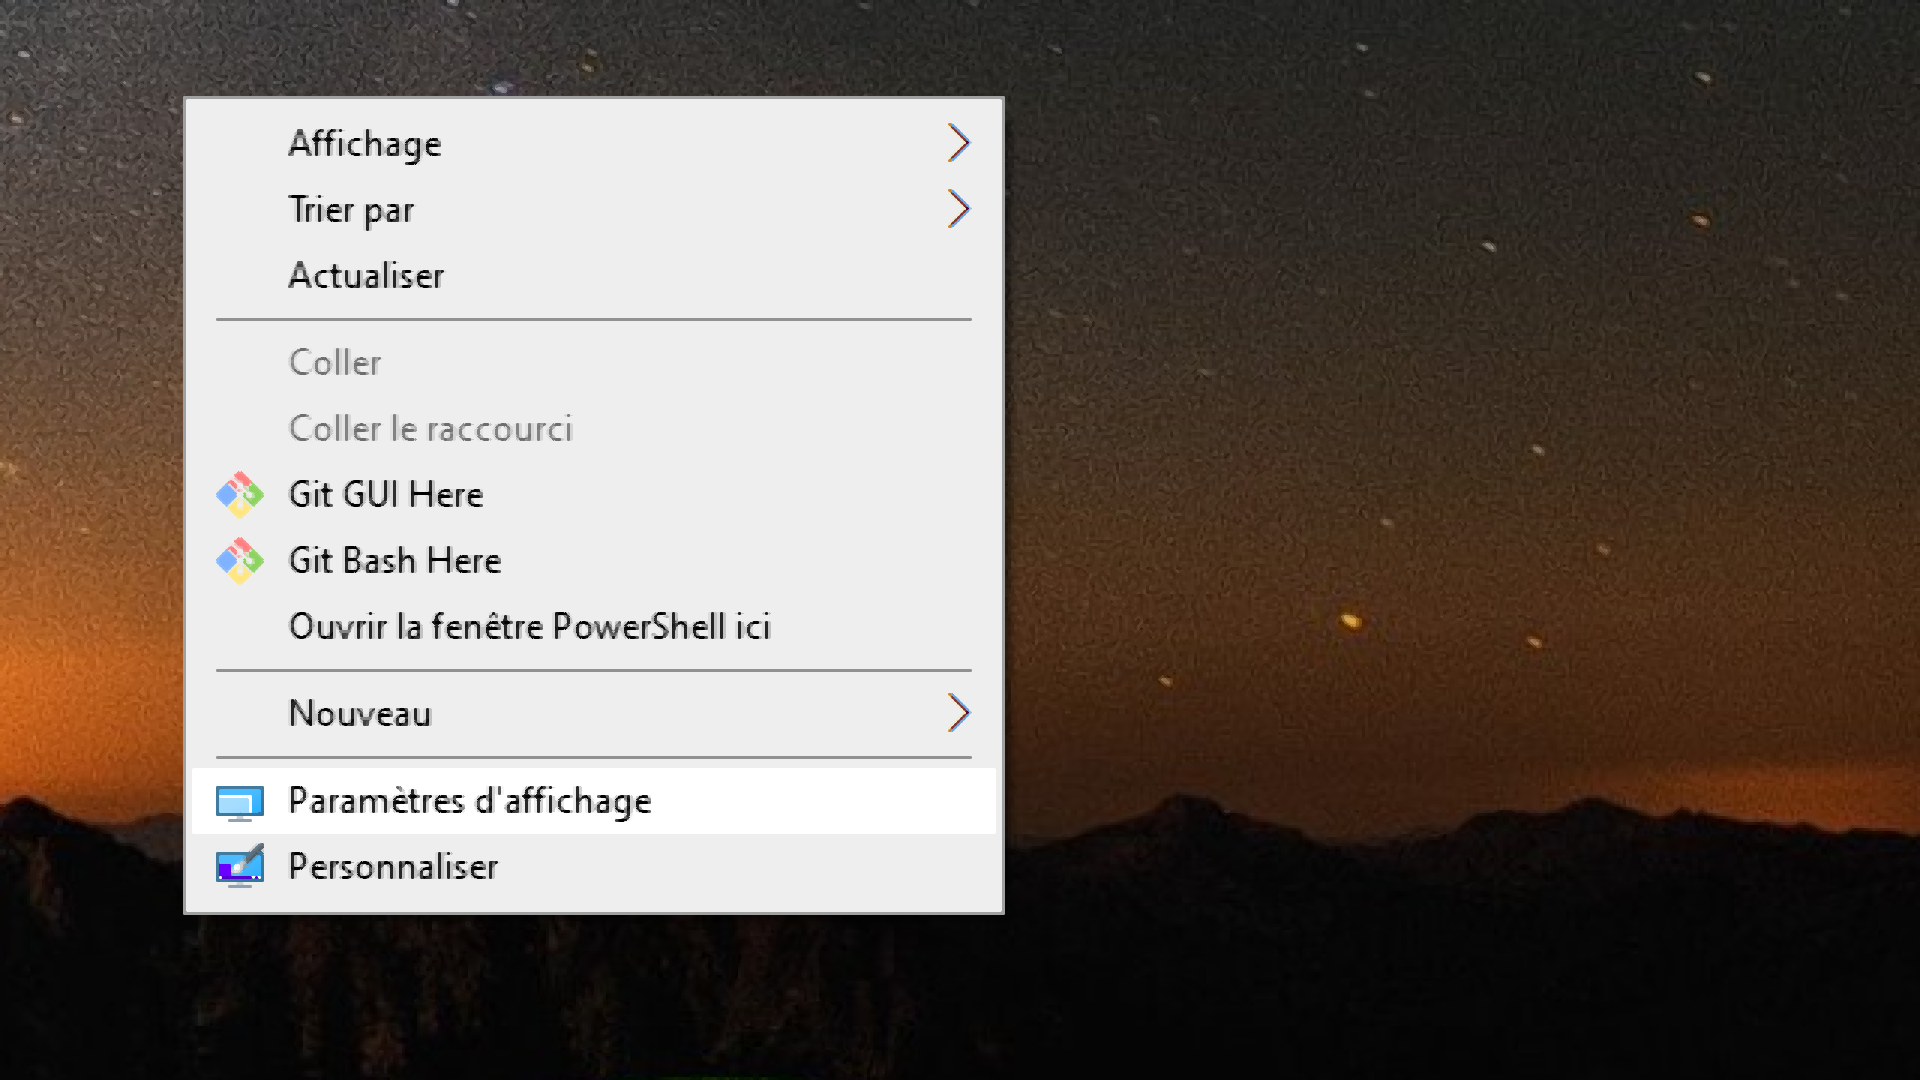 Affichage
Trier par
Actualiser
Coller
Coller le raccourci
Git GUI Here
Git Bash Here
Ouvrir la fenêtre PowerShell ici
Nouveau
Paramètres d'affichage
Personnaliser